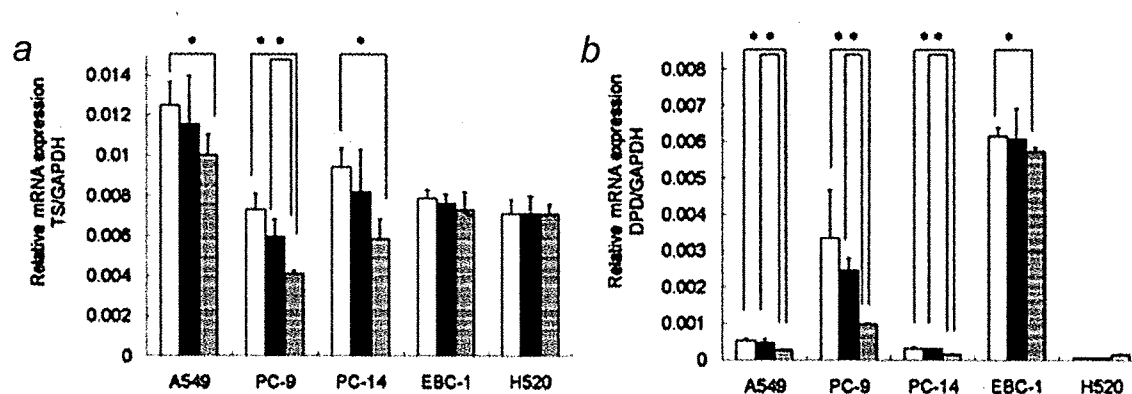 a
* * * *
Relative mRNA expression
TS/GAPDH
0.014
0.012
0.01
0.008
0.006
0.004
0.002
0
A549 PC-9 PC-14 EBC-1 H520
b
* * * * * * *
Relative mRNA expression
DPD/GAPDH
0.008
0.007
0.006
0.005
0.004
0.003
0.002
0.001
0
A549 PC-9 PC-14 EBC-1 H520